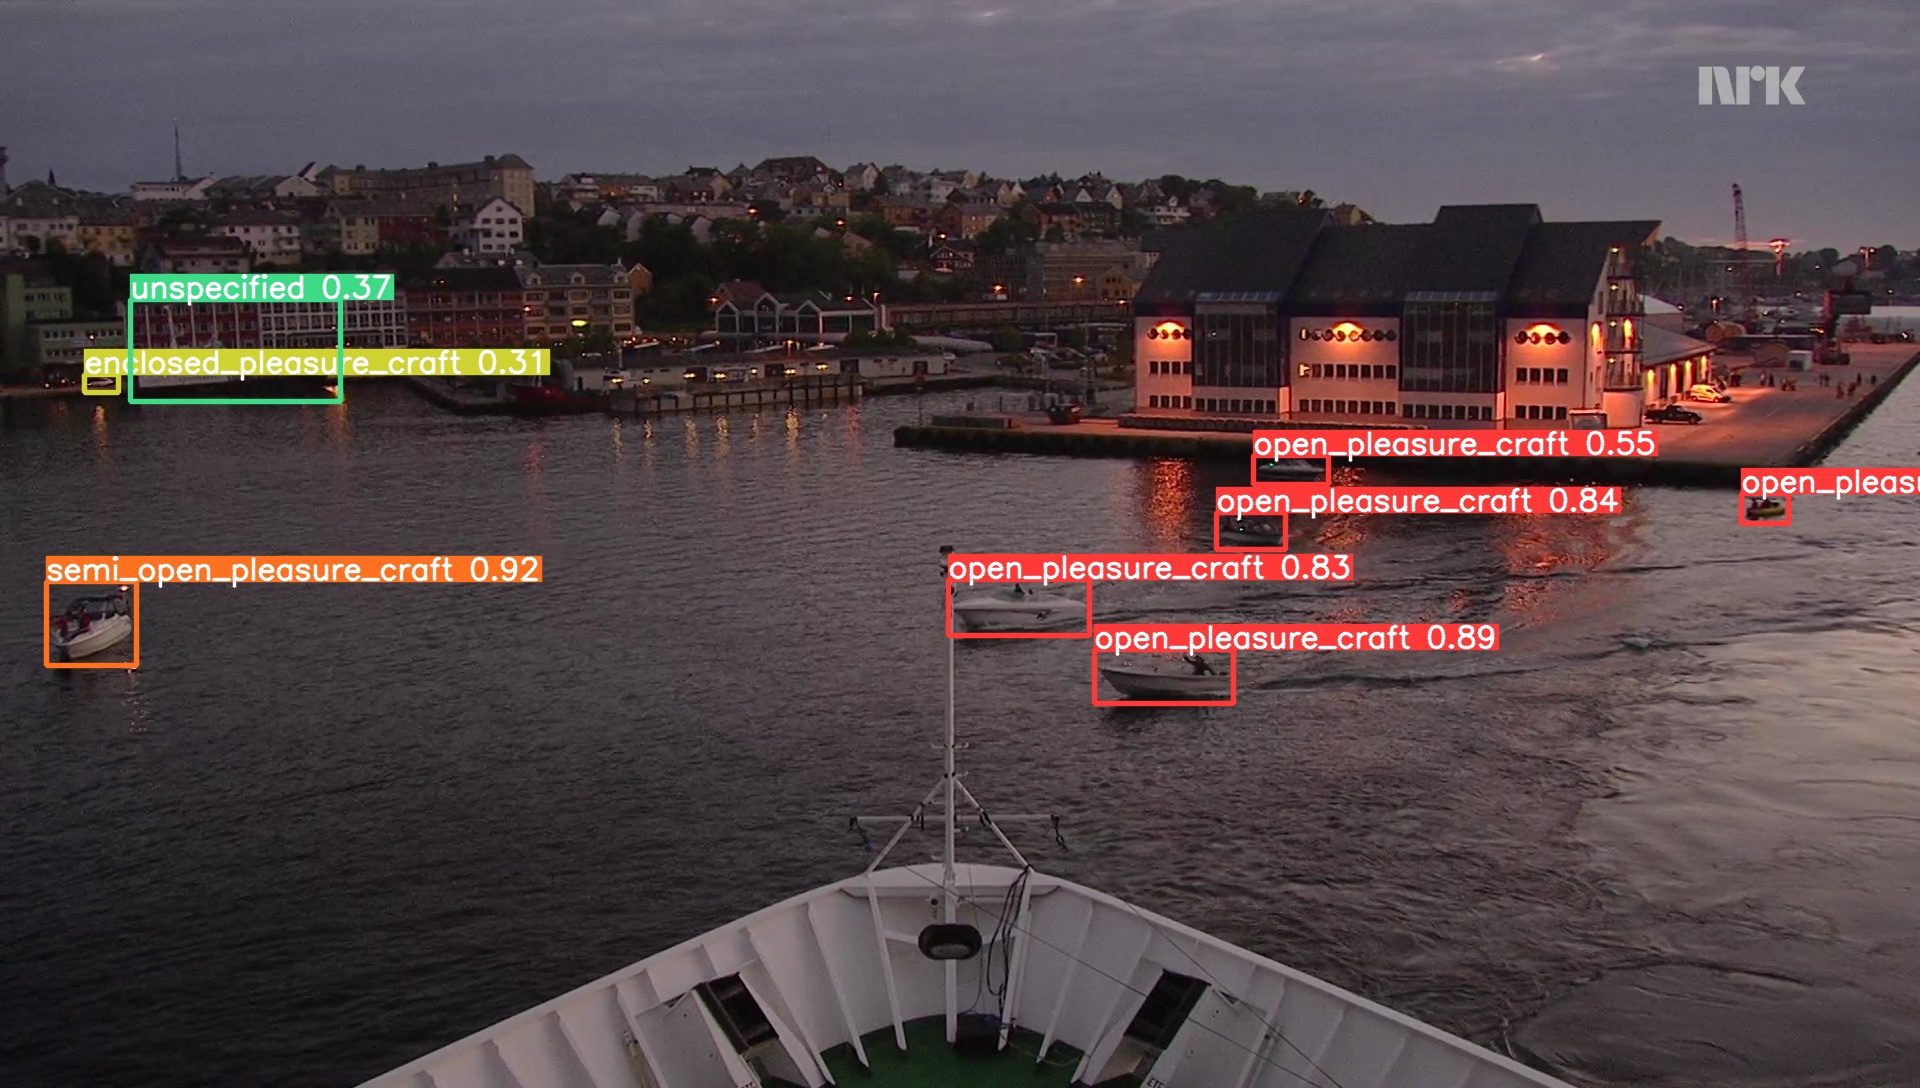 NRK
unspecified 0.37
enclosed_pleasure_craft 0.31
open_pleasure_craft 0.55
open_pleas
open_pleasure_craft 0.84
semi_open_pleasure_craft 0.92
open_pleasure_craft 0.83
open_pleasure_craft 0.89